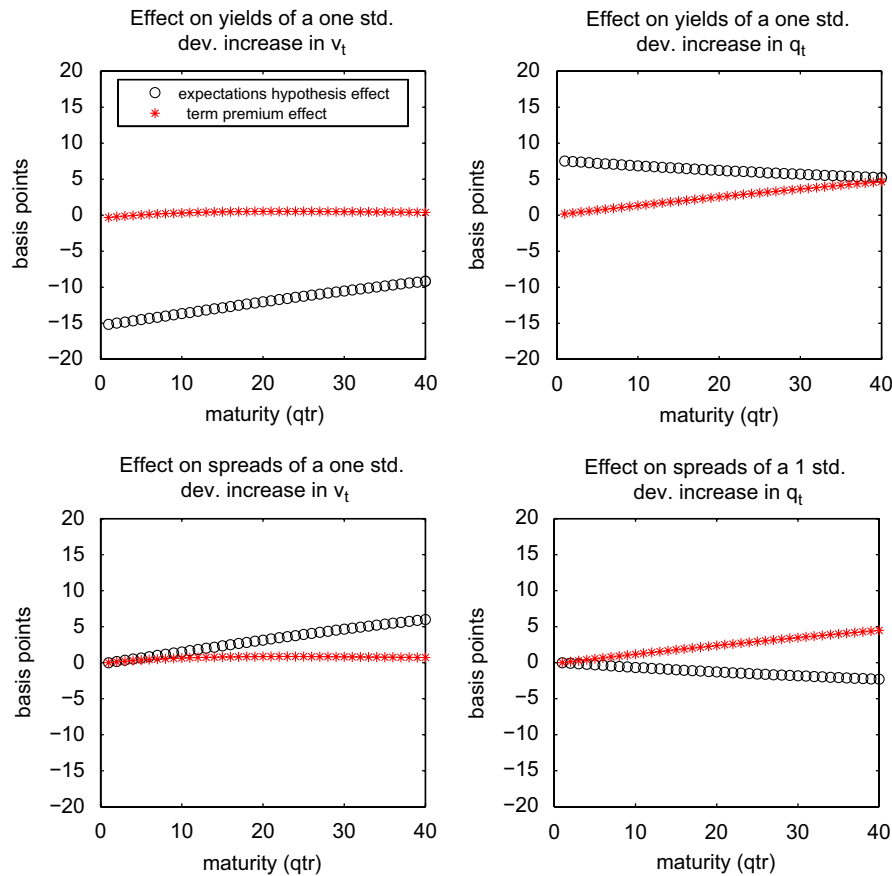 Effect on yields of a one std.
dev. increase in vt
20
15
10
5
0
−5
−10
−15
−20
basis points
expectations hypothesis effect
term premium effect
0 10 20 30 40
maturity (qtr)
Effect on yields of a one std.
dev. increase in qt
20
15
10
5
0
−5
−10
−15
−20
basis points
0 10 20 30 40
maturity (qtr)
Effect on spreads of a one std.
dev. increase in vt
20
15
10
5
0
−5
−10
−15
−20
basis points
0 10 20 30 40
maturity (qtr)
Effect on spreads of a 1 std.
dev. increase in qt
20
15
10
5
0
−5
−10
−15
−20
basis points
0 10 20 30 40
maturity (qtr)